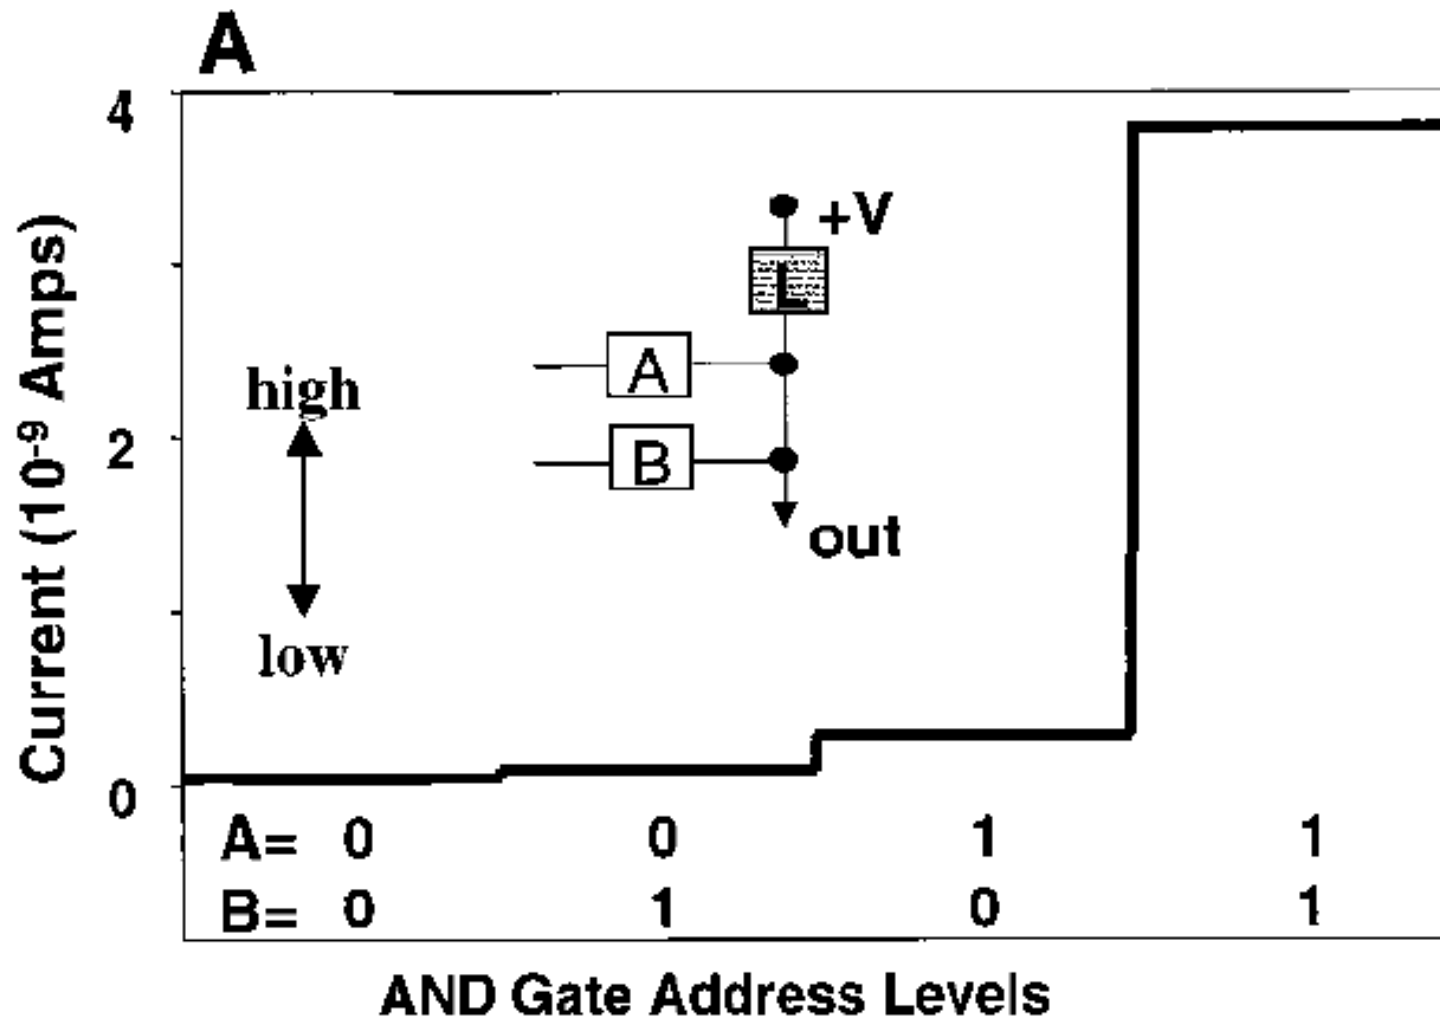 A
4
2
0
Current (10⁻⁹ Amps)
high
low
+V
L
A
B
out
A= 0 0 1 1
B= 0 1 0 1
AND Gate Address Levels